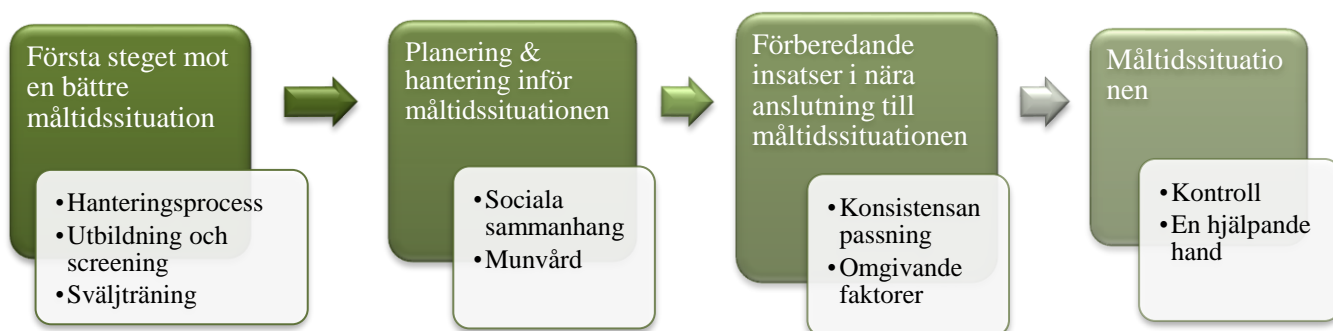 Första steget mot
en bättre
måltidssituation
•Hanteringsprocess
•Utbildning och
screening
•Sväljträning
Planering &
hantering inför
måltidssituationen
•Sociala
sammanhang
•Munvård
Förberedande
insatser i nära
anslutning till
måltidssituationen
•Konsistensan
passning
•Omgivande
faktorer
Måltidssituatio
nen
•Kontroll
•En hjälpande
hand